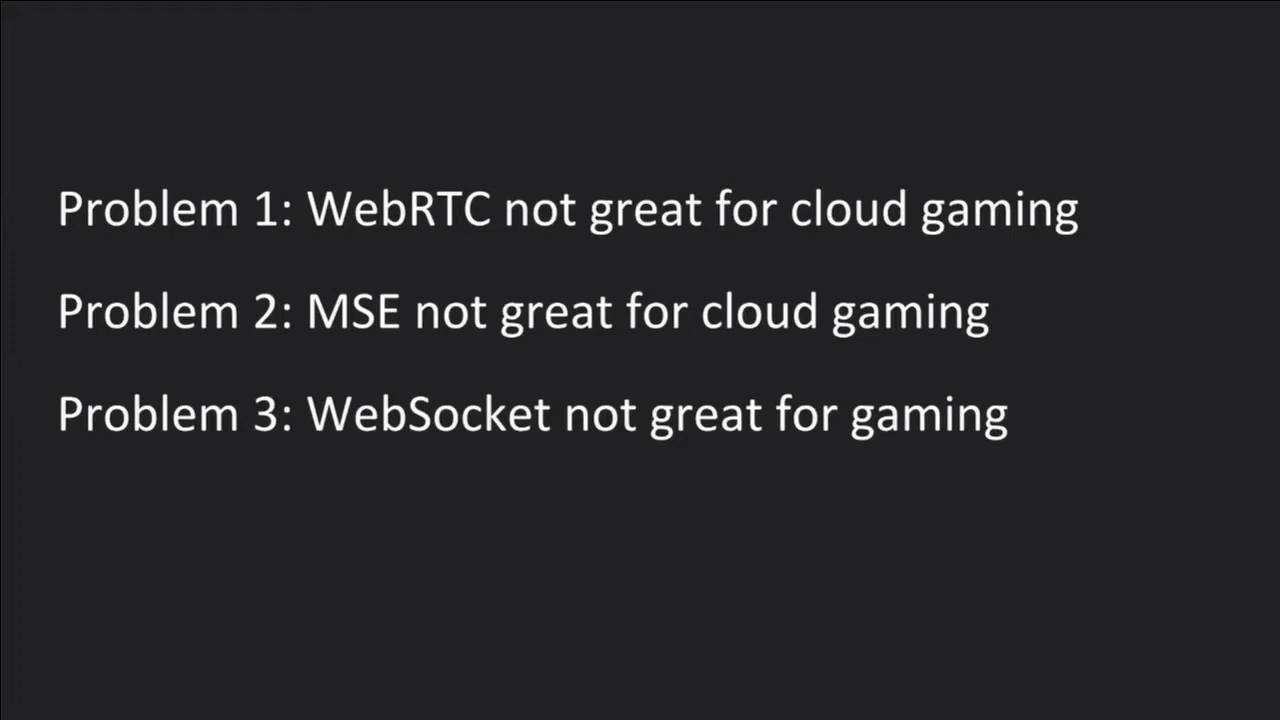 Problem 1: WebRTC not great for cloud gaming
Problem 2: MSE not great for cloud gaming
Problem 3: WebSocket not great for gaming